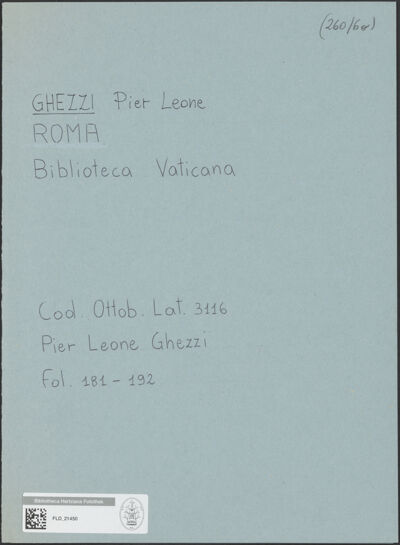 (260/6a)
GHEZZI Pier Leone
ROMA
Biblioteca Vaticana
Cod. Ottob. Lat. 3116
Pier Leone Ghezzi
Fol. 181 - 192
Bibliotheca Hertziana Fotothek
FLD_21450